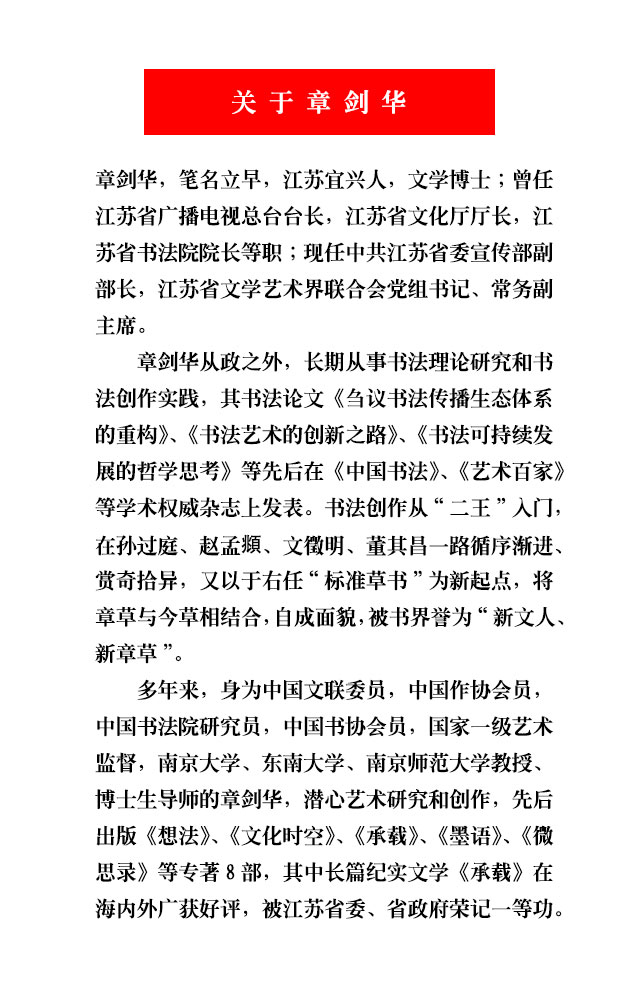 关于章剑华
章剑华，笔名立早，江苏宜兴人，文学博士；曾任
江苏省广播电视总台台长，江苏省文化厅厅长，江
苏省书法院院长等职；现任中共江苏省委宣传部副
部长，江苏省文学艺术界联合会党组书记、常务副
主席。
章剑华从政之外，长期从事书法理论研究和书
法创作实践，其书法论文《刍议书法传播生态体系
的重构》、《书法艺术的创新之路》、《书法可持续发
展的哲学思考》等先后在《中国书法》、《艺术百家》
等学术权威杂志上发表。书法创作从“二王”入门，
在孙过庭、赵孟頫、文徵明、董其昌一路循序渐进、
赏奇拾异，又以于右任“标准草书”为新起点，将
章草与今草相结合，自成面貌，被书界誉为“新文人、
新章草”。
多年来，身为中国文联委员，中国作协会员，
中国书法院研究员，中国书协会员，国家一级艺术
监督，南京大学、东南大学、南京师范大学教授、
博士生导师的章剑华，潜心艺术研究和创作，先后
出版《想法》、《文化时空》、《承载》、《墨语》、《微
思录》等专著8部，其中长篇纪实文学《承载》在
海内外广获好评，被江苏省委、省政府荣记一等功。